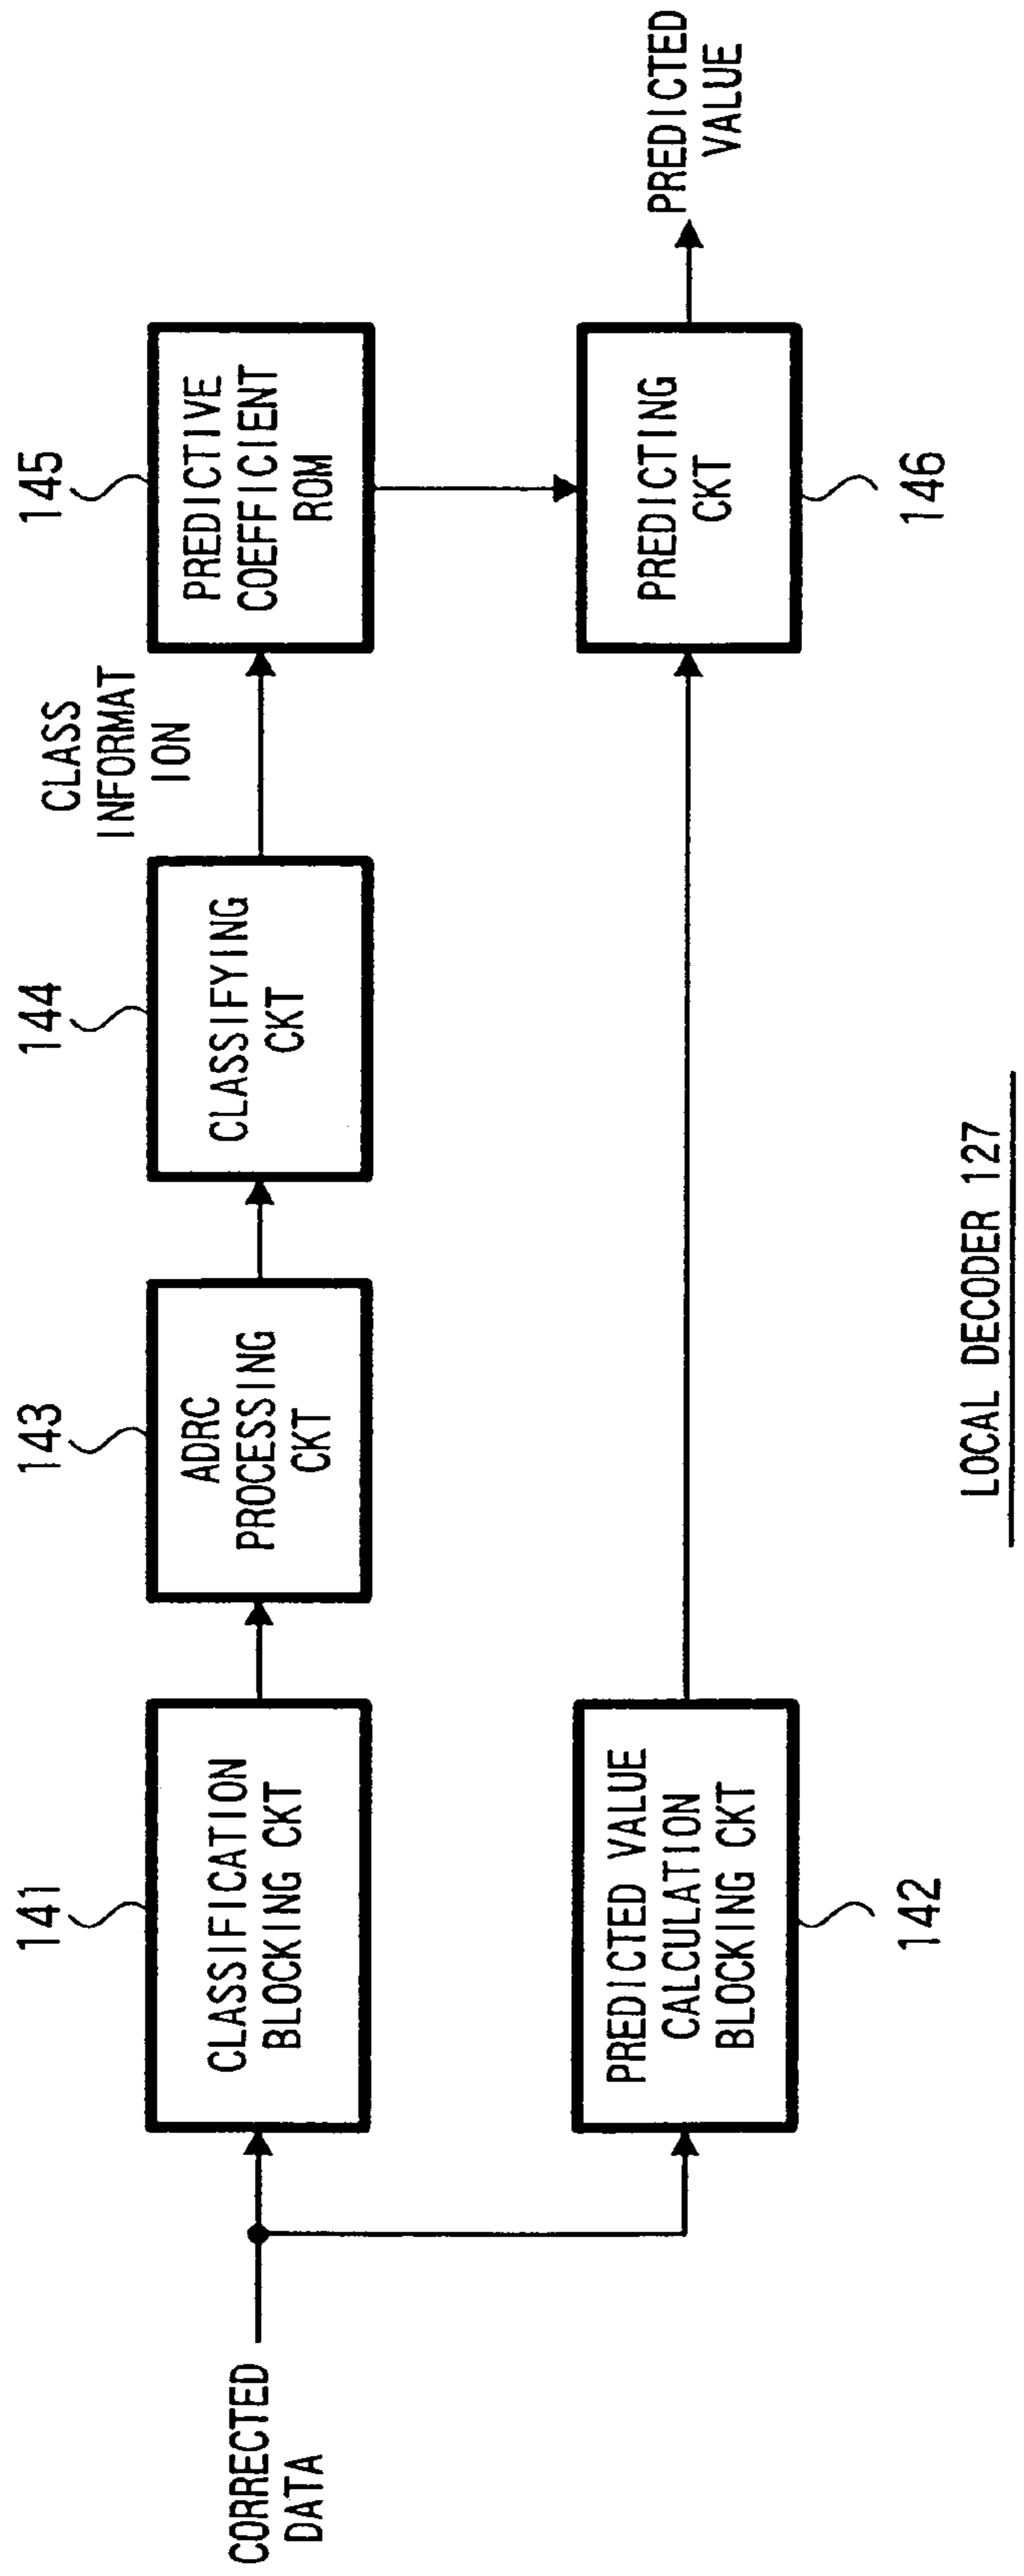 145
PREDICTIVE
COEFFICIENT
ROM
CLASS
INFORMAT
ION
144
CLASSIFYING
CKT
143
ADRC
PROCESSING
CKT
141
CLASSIFICATION
BLOCKING CKT
CORRECTED
DATA
PREDICTED VALUE
CALCULATION
BLOCKING CKT
142
PREDICTING
CKT
146
PREDICTED
VALUE
LOCAL DECODER 127